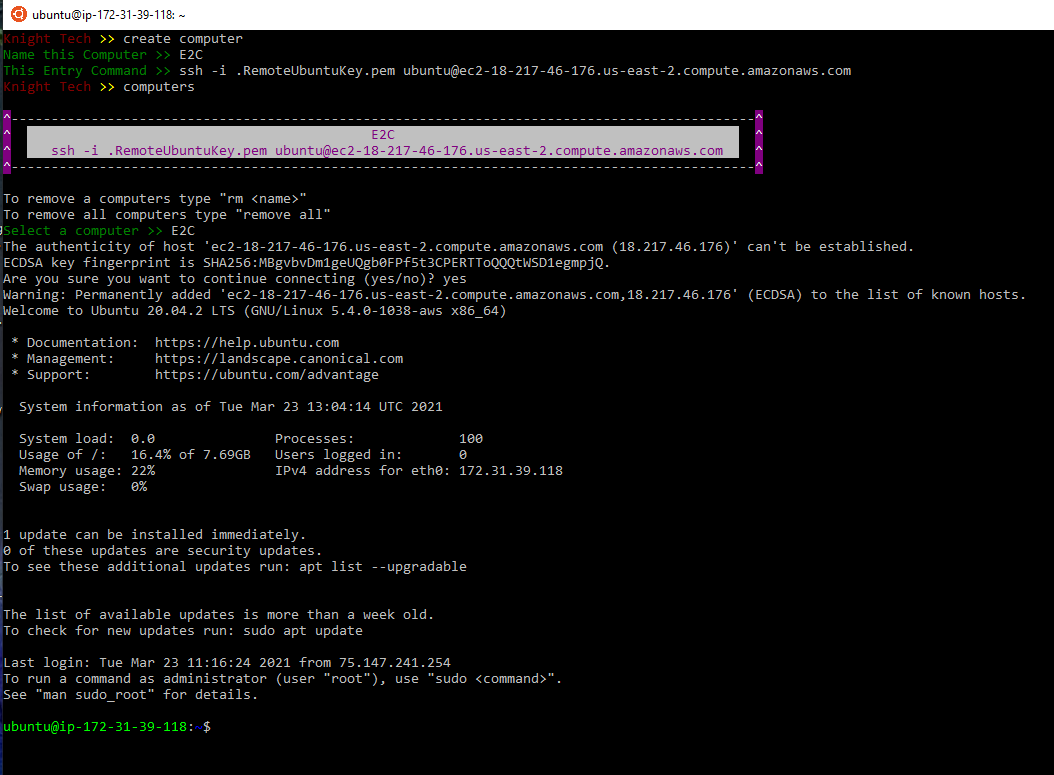 ubuntu@ip-172-31-39-118: ~
Knight Tech >> create computer
Name this Computer >> E2C
This Entry Command >> ssh -i .RemoteUbuntuKey.pem ubuntu@ec2-18-217-46-176.us-east-2.compute.amazonaws.com
Knight Tech >> computers
^---------------------------------------------------------------------------------------------^
^ E2C ^
^ ssh -i .RemoteUbuntuKey.pem ubuntu@ec2-18-217-46-176.us-east-2.compute.amazonaws.com ^
^---------------------------------------------------------------------------------------------^
To remove a computers type "rm <name>"
To remove all computers type "remove all"
Select a computer >> E2C
The authenticity of host 'ec2-18-217-46-176.us-east-2.compute.amazonaws.com (18.217.46.176)' can't be established.
ECDSA key fingerprint is SHA256:MBgvbvDm1geUQgb0FPf5t3CPERTToQQQtWSD1egmpjQ.
Are you sure you want to continue connecting (yes/no)? yes
Warning: Permanently added 'ec2-18-217-46-176.us-east-2.compute.amazonaws.com,18.217.46.176' (ECDSA) to the list of known hosts.
Welcome to Ubuntu 20.04.2 LTS (GNU/Linux 5.4.0-1038-aws x86_64)
* Documentation: https://help.ubuntu.com
* Management: https://landscape.canonical.com
* Support: https://ubuntu.com/advantage
System information as of Tue Mar 23 13:04:14 UTC 2021
System load: 0.0 Processes: 100
Usage of /: 16.4% of 7.69GB Users logged in: 0
Memory usage: 22% IPv4 address for eth0: 172.31.39.118
Swap usage: 0%
1 update can be installed immediately.
0 of these updates are security updates.
To see these additional updates run: apt list --upgradable
The list of available updates is more than a week old.
To check for new updates run: sudo apt update
Last login: Tue Mar 23 11:16:24 2021 from 75.147.241.254
To run a command as administrator (user "root"), use "sudo <command>".
See "man sudo_root" for details.
ubuntu@ip-172-31-39-118:~$